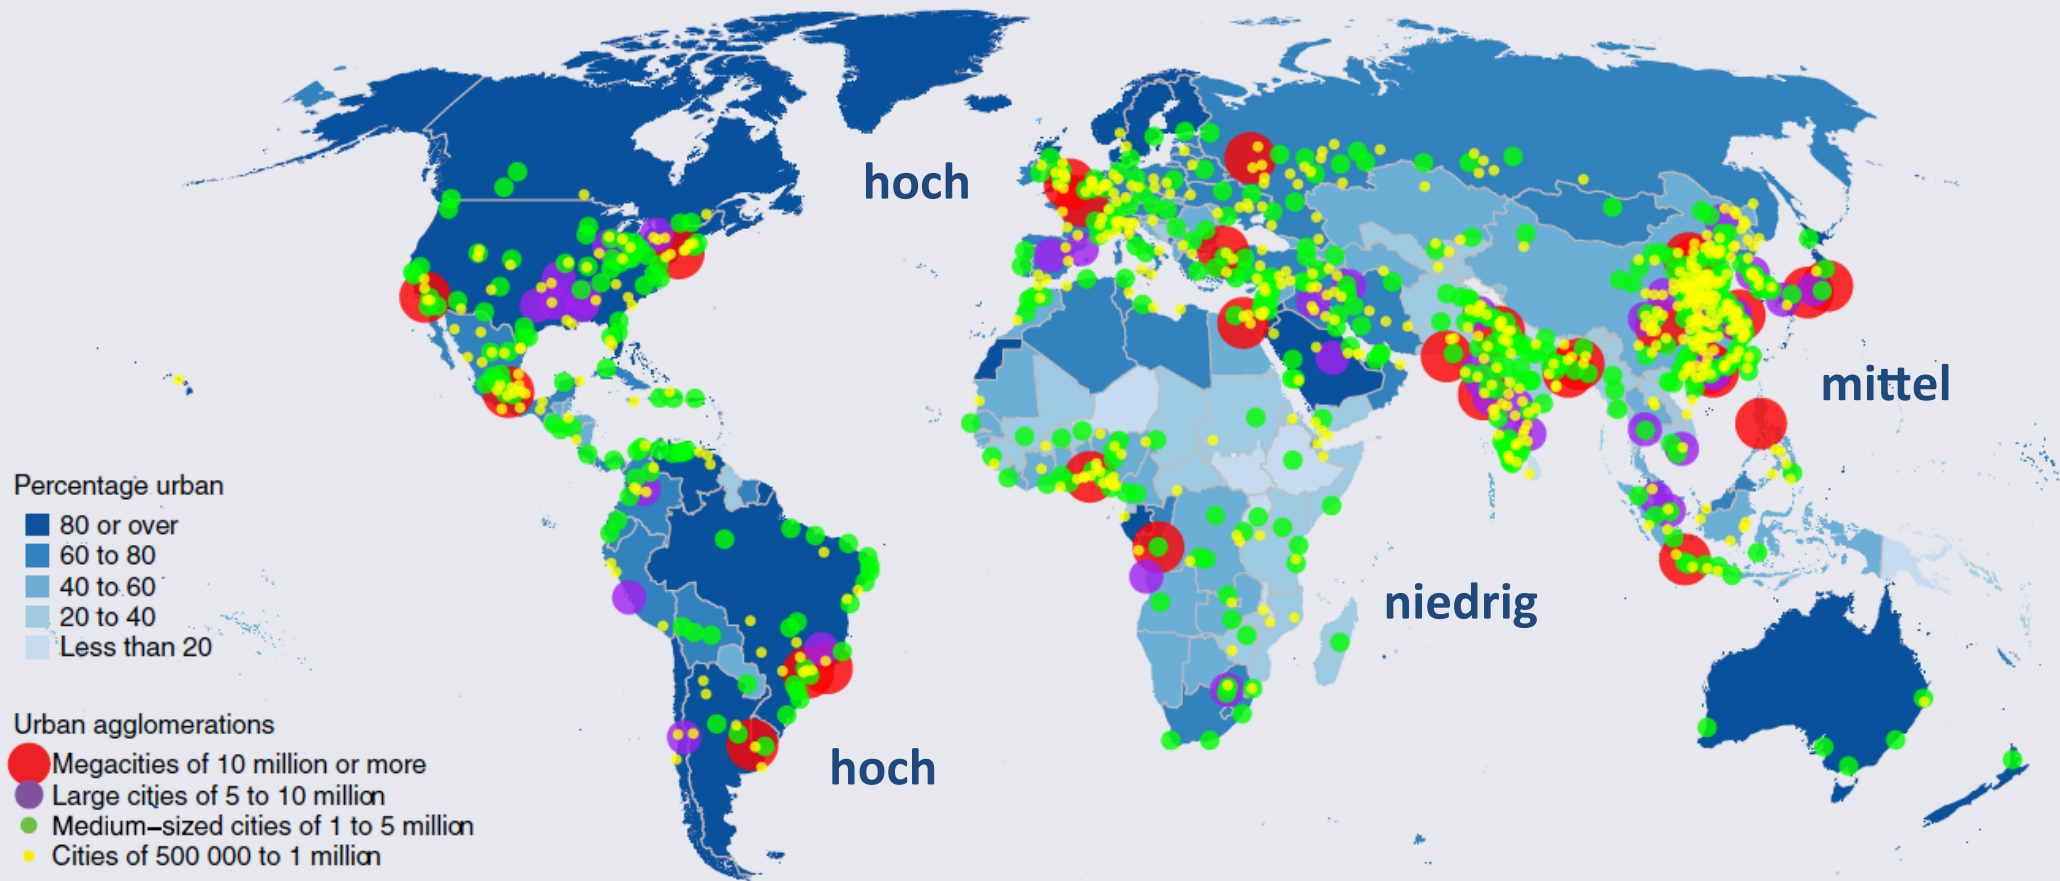 hoch
mittel
niedrig
hoch
Percentage urban
80 or over
60 to 80
40 to 60
20 to 40
Less than 20
Urban agglomerations
Megacities of 10 million or more
Large cities of 5 to 10 million
Medium-sized cities of 1 to 5 million
Cities of 500 000 to 1 million